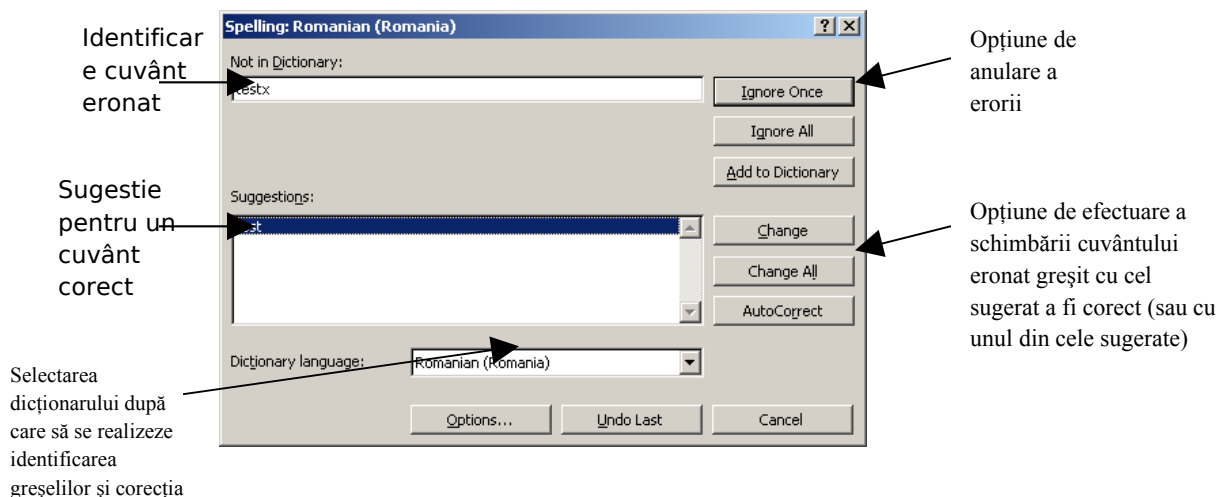 Spelling: Romanian (Romania)
Identificar
e cuvânt
eronat
Not in Dictionary:
testx
Ignore Once
Ignore All
Add to Dictionary
Opțiune de
anulare a
erorii
Sugestie
pentru un
cuvânt
corect
Suggestions:
Change
Change All
AutoCorrect
Opțiune de efectuare a
schimbării cuvântului
eronat greșit cu cel
sugerat a fi corect (sau cu
unul din cele sugerate)
Dictionary language:
Romanian (Romania)
Selectarea
dicționarului după
care să se realizeze
identificarea
greșelilor și corecția
Options...
Undo Last
Cancel